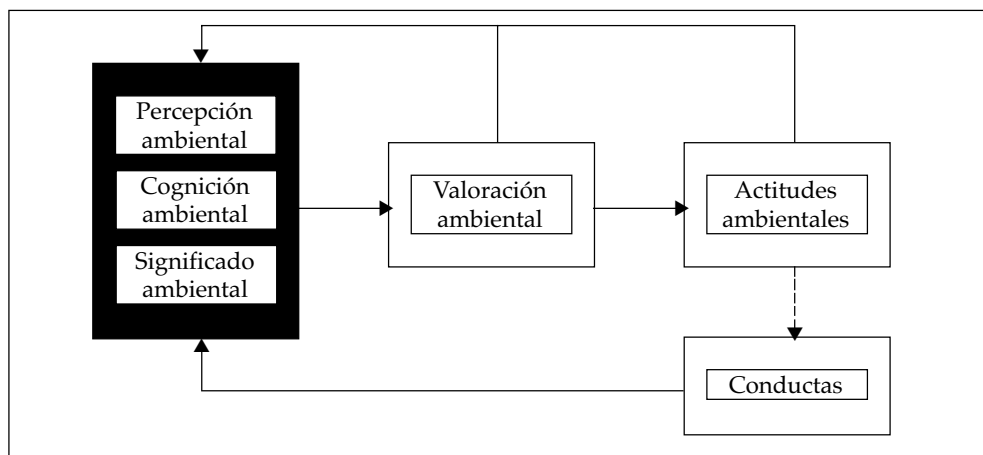 Percepción
ambiental
Cognición
ambiental
Significado
ambiental
Valoración
ambiental
Actitudes
ambientales
Conductas